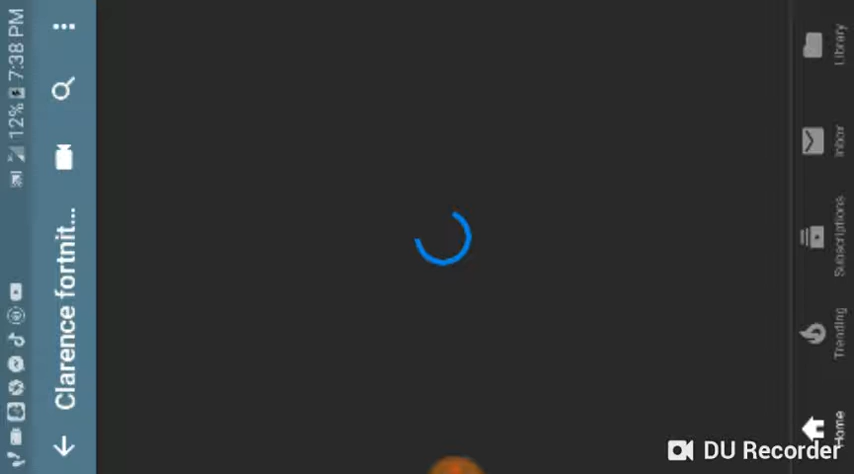 12% 7:38 PM
Clarence fortnit...
Home
Trending
Subscriptions
Inbox
Library
DU Recorder